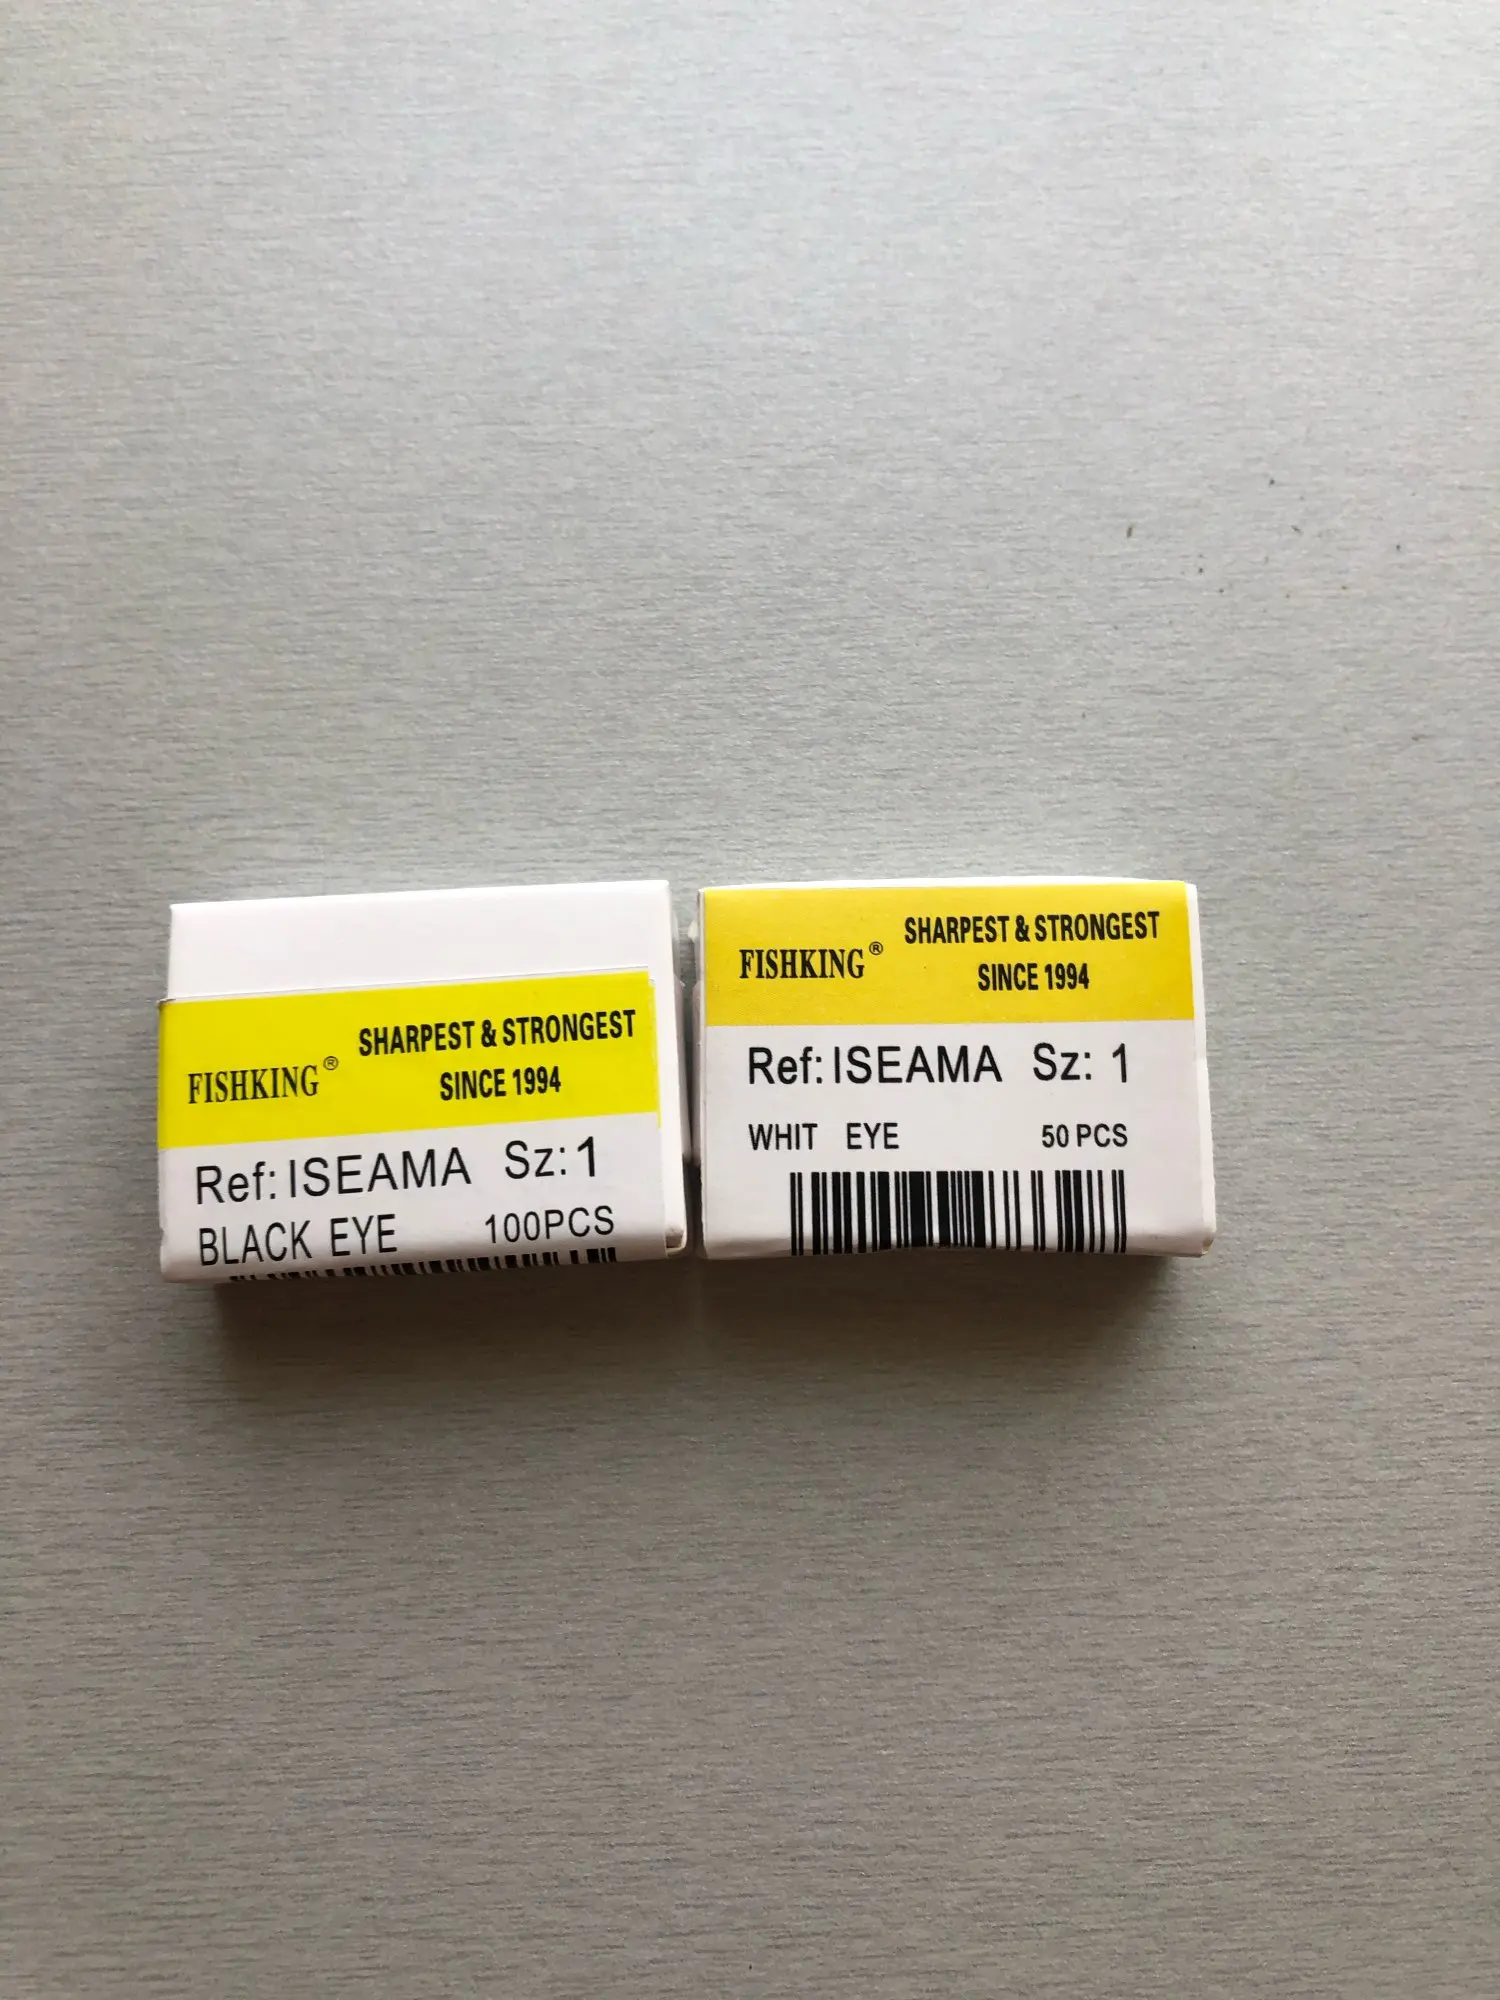 FISHKING®
SHARPEST & STRONGEST
SINCE 1994
Ref: ISEAMA Sz: 1
BLACK EYE 100PCS
FISHKING®
SHARPEST & STRONGEST
SINCE 1994
Ref: ISEAMA Sz: 1
WHIT EYE 50 PCS